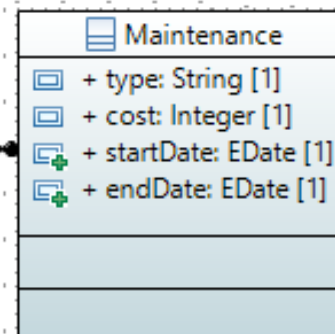 Maintenance
+ type: String [1]
+ cost: Integer [1]
+ startDate: EDate [1]
+ endDate: EDate [1]